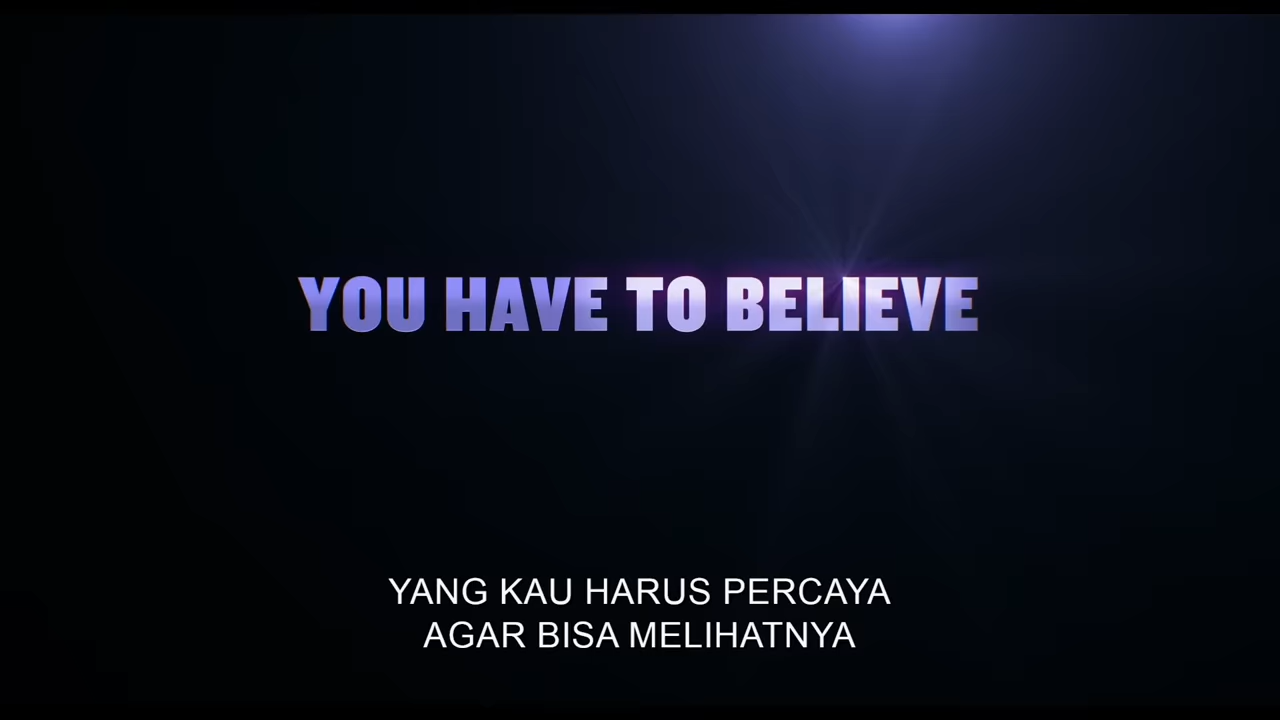 YOU HAVE TO BELIEVE
YANG KAU HARUS PERCAYA
AGAR BISA MELIHATNYA